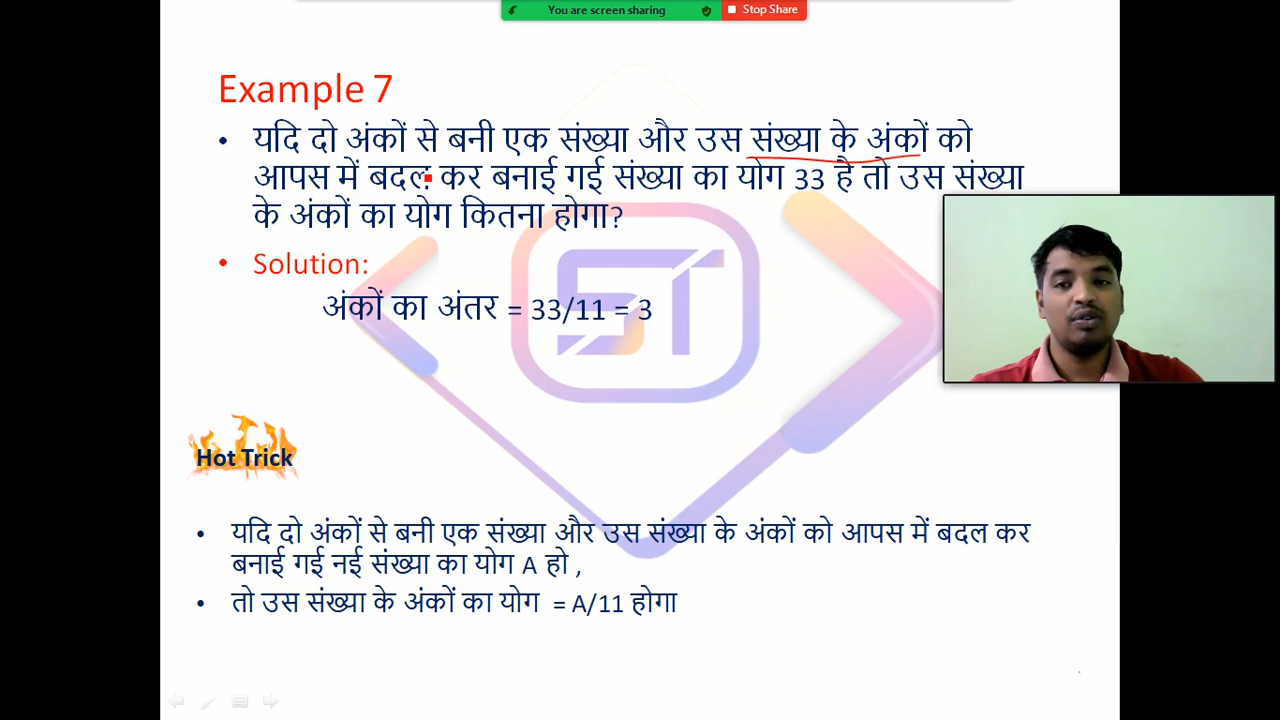 You are screen sharing
Stop Share
Example 7
• यदि दो अंकों से बनी एक संख्या और उस संख्या के अंकों को
आपस में बदल कर बनाई गई संख्या का योग 33 है तो उस संख्या
के अंकों का योग कितना होगा?
• Solution:
अंकों का अंतर = 33/11 = 3
ST
Hot Trick
• यदि दो अंकों से बनी एक संख्या और उस संख्या के अंकों को आपस में बदल कर
बनाई गई नई संख्या का योग A हो ,
• तो उस संख्या के अंकों का योग = A/11 होगा